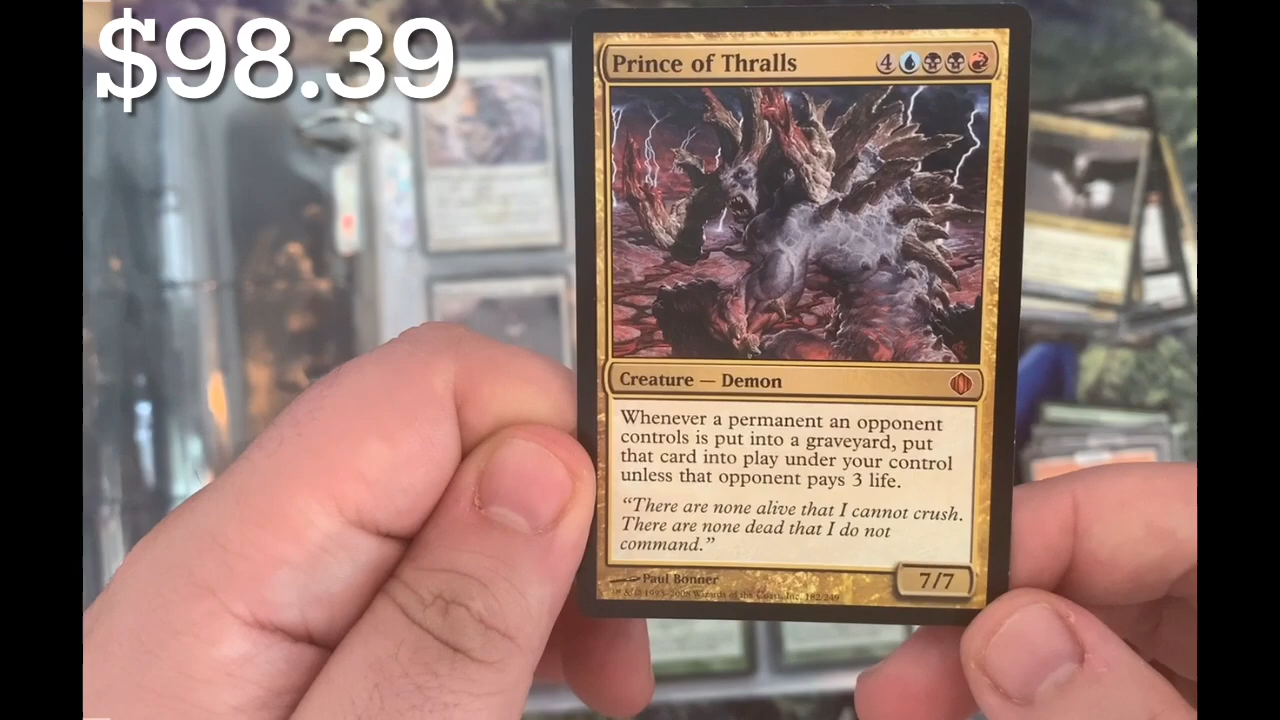 $98.39
Prince of Thralls 4
Creature — Demon
Whenever a permanent an opponent
controls is put into a graveyard, put
that card into play under your control
unless that opponent pays 3 life.
“There are none alive that I cannot crush.
There are none dead that I do not
command.”
7/7
Paul Bonner
™ & © 1993–2008 Wizards of the Coast, Inc. 182/249